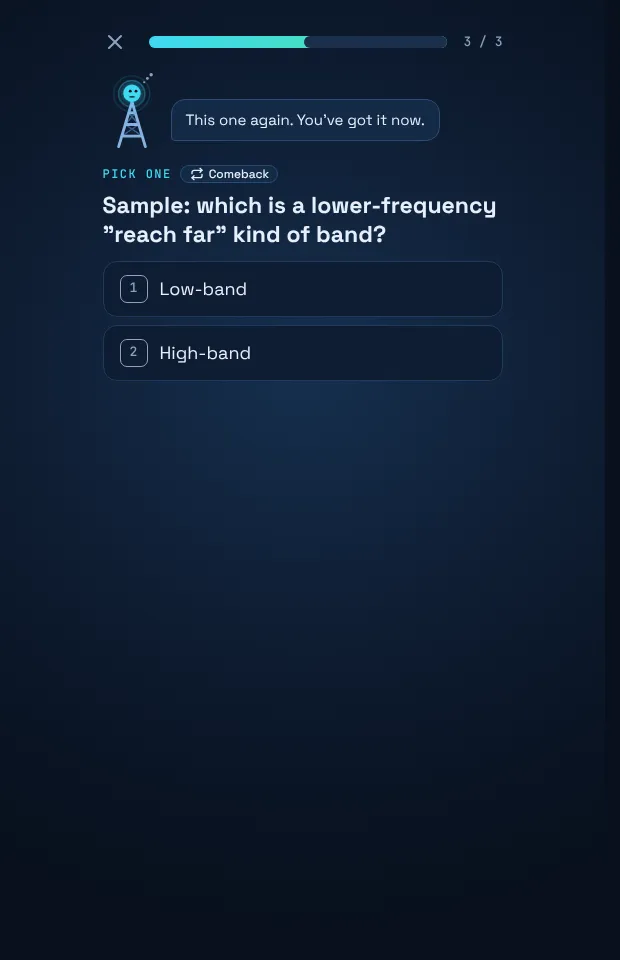 3 / 3
This one again. You’ve got it now.
PICK ONE
Comeback
Sample: which is a lower-frequency
”reach far” kind of band?
1 Low-band
2 High-band